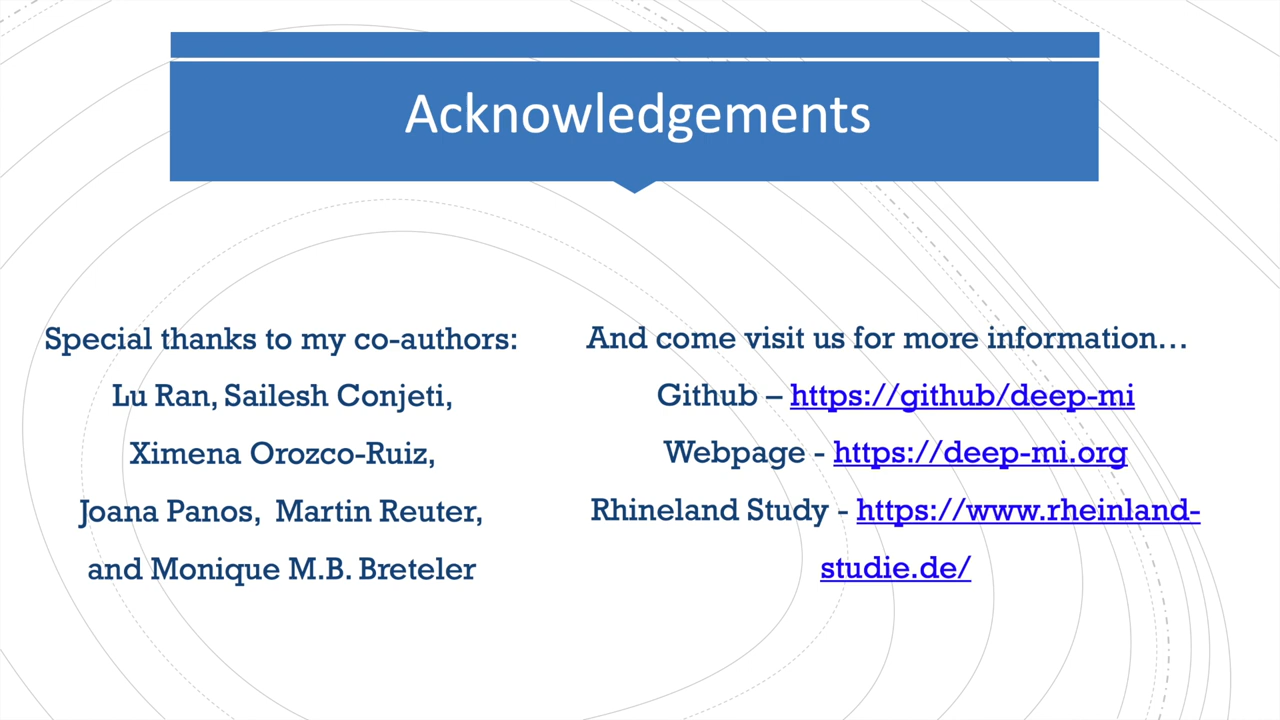 Acknowledgements
Special thanks to my co-authors:
Lu Ran, Sailesh Conjeti,
Ximena Orozco-Ruiz,
Joana Panos,  Martin Reuter,
and Monique M.B. Breteler
And come visit us for more information…
Github – https://github/deep-mi
Webpage - https://deep-mi.org
Rhineland Study - https://www.rheinland-
studie.de/